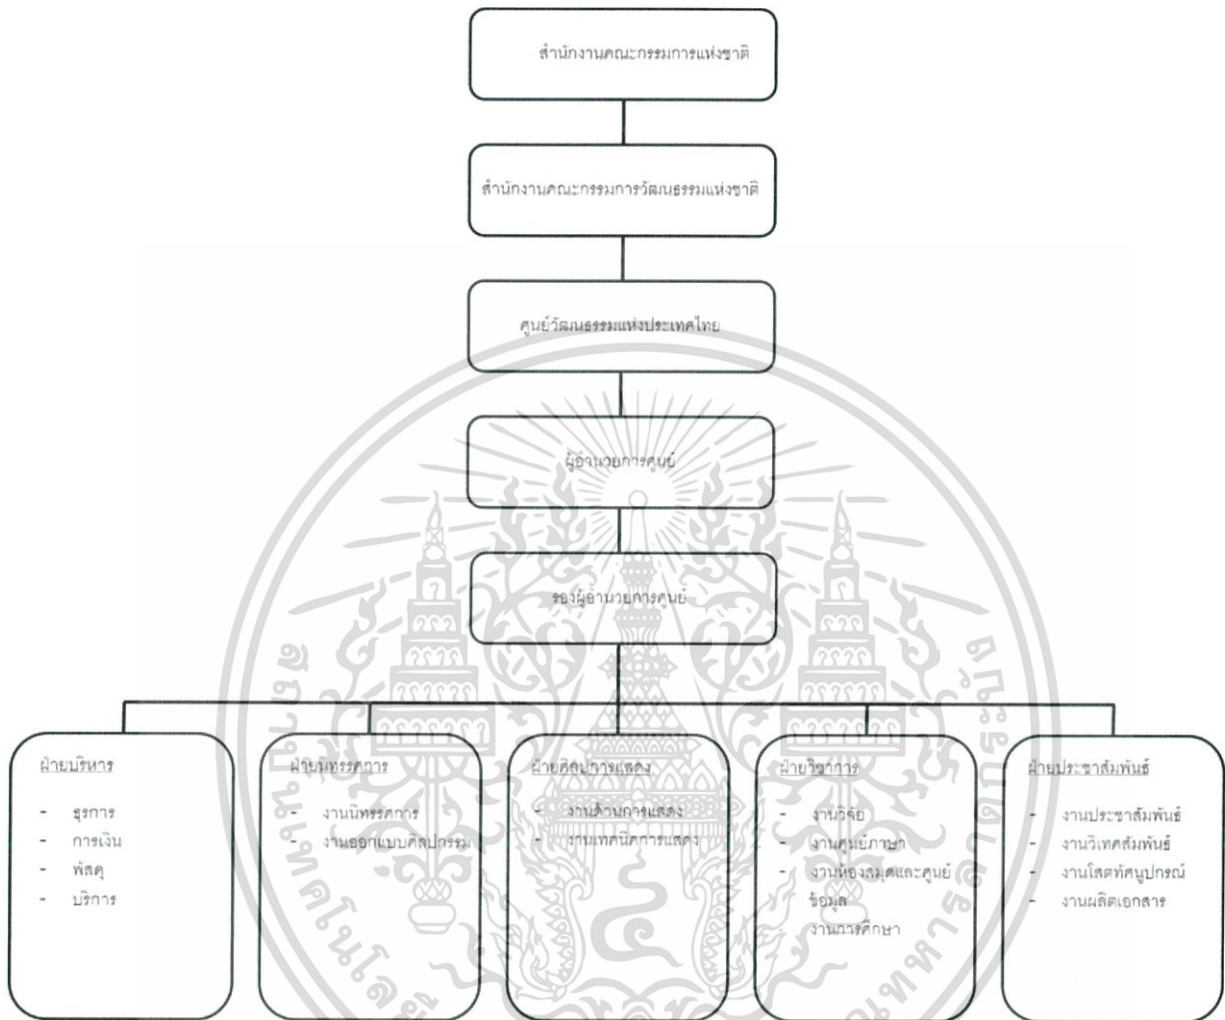 สำนักงานคณะกรรมการแห่งชาติ
สำนักงานคณะกรรมการวัฒนธรรมแห่งชาติ
ศูนย์วัฒนธรรมแห่งประเทศไทย
ผู้อำนวยการศูนย์
รองผู้อำนวยการศูนย์
ฝ่ายบริหาร
- ธุรการ
- การเงิน
- พัสดุ
- บริการ
ฝ่ายนิทรรศการ
- งานนิทรรศการ
- งานออกแบบศิลปกรรม
ฝ่ายศิลปการแสดง
- งานด้านการแสดง
- งานเทคนิคการแสดง
ฝ่ายวิชาการ
- งานวิจัย
- งานศูนย์ภาษา
- งานห้องสมุดและศูนย์
ข้อมูล
- งานการศึกษา
ฝ่ายประชาสัมพันธ์
- งานประชาสัมพันธ์
- งานวิเทศสัมพันธ์
- งานโสตทัศนูปกรณ์
- งานผลิตเอกสาร